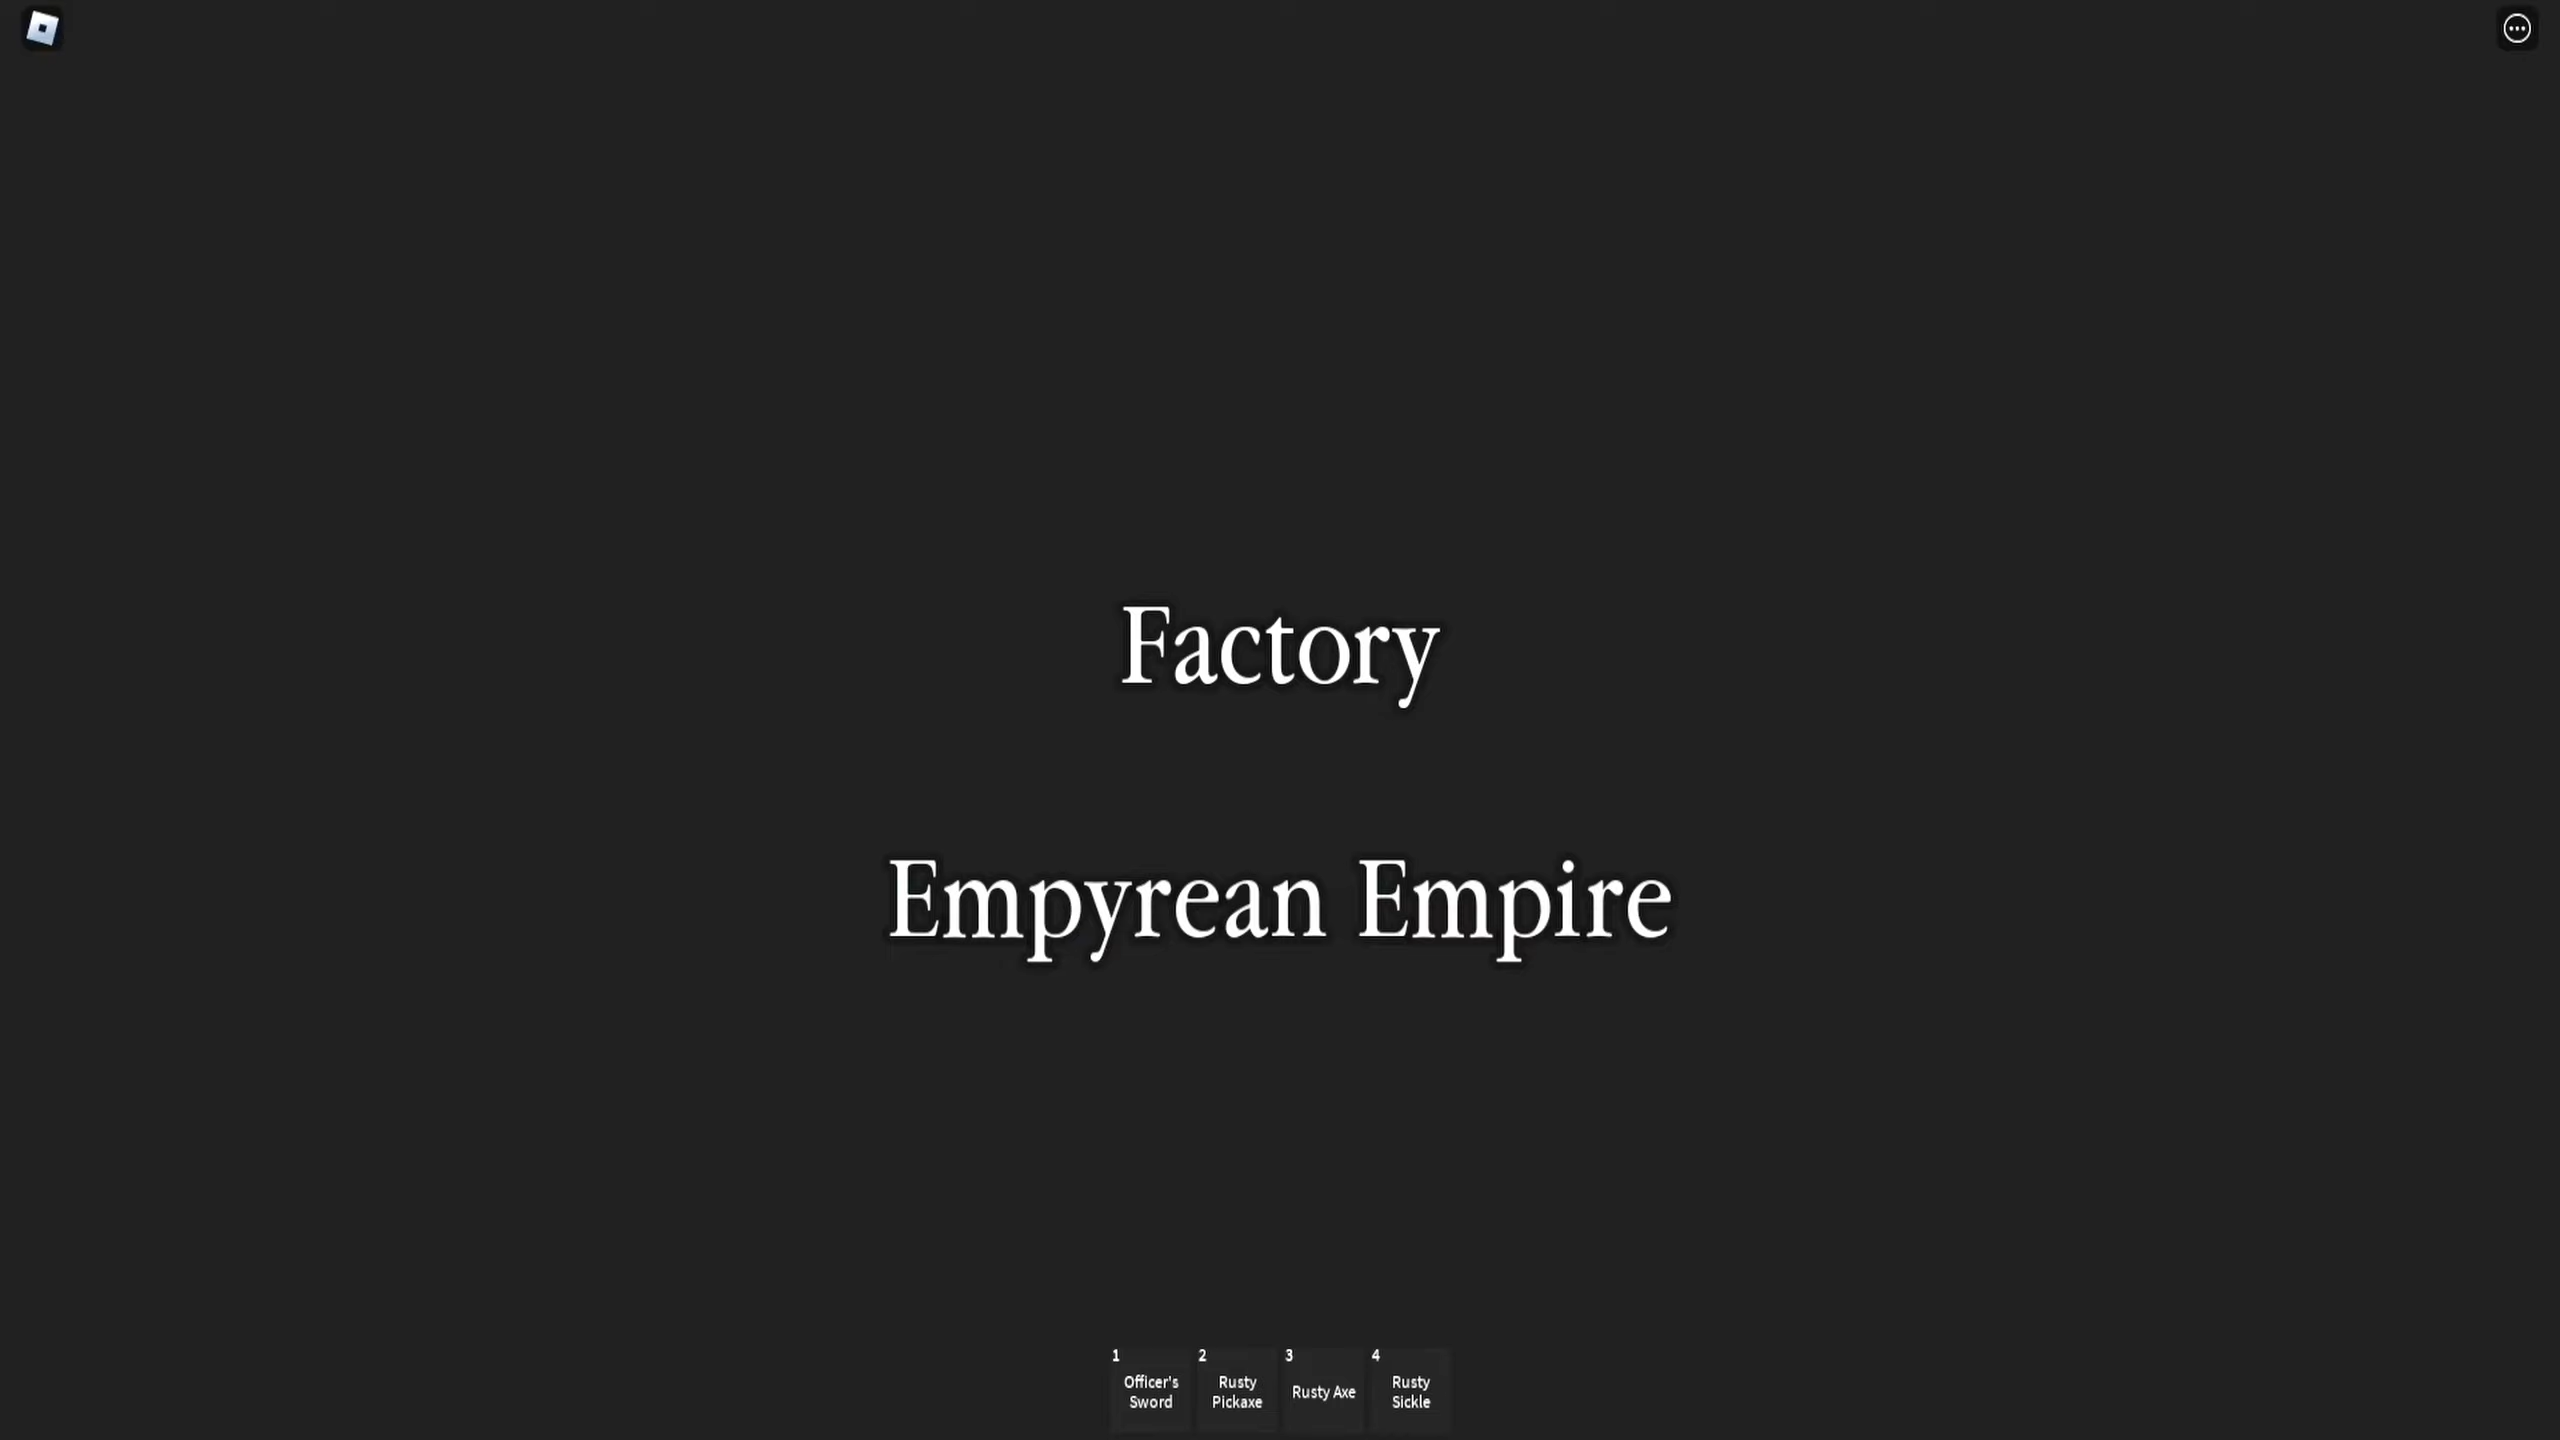 Factory
Empyrean Empire
1 2 3 4
Officer's Sword
Rusty Pickaxe
Rusty Axe
Rusty Sickle